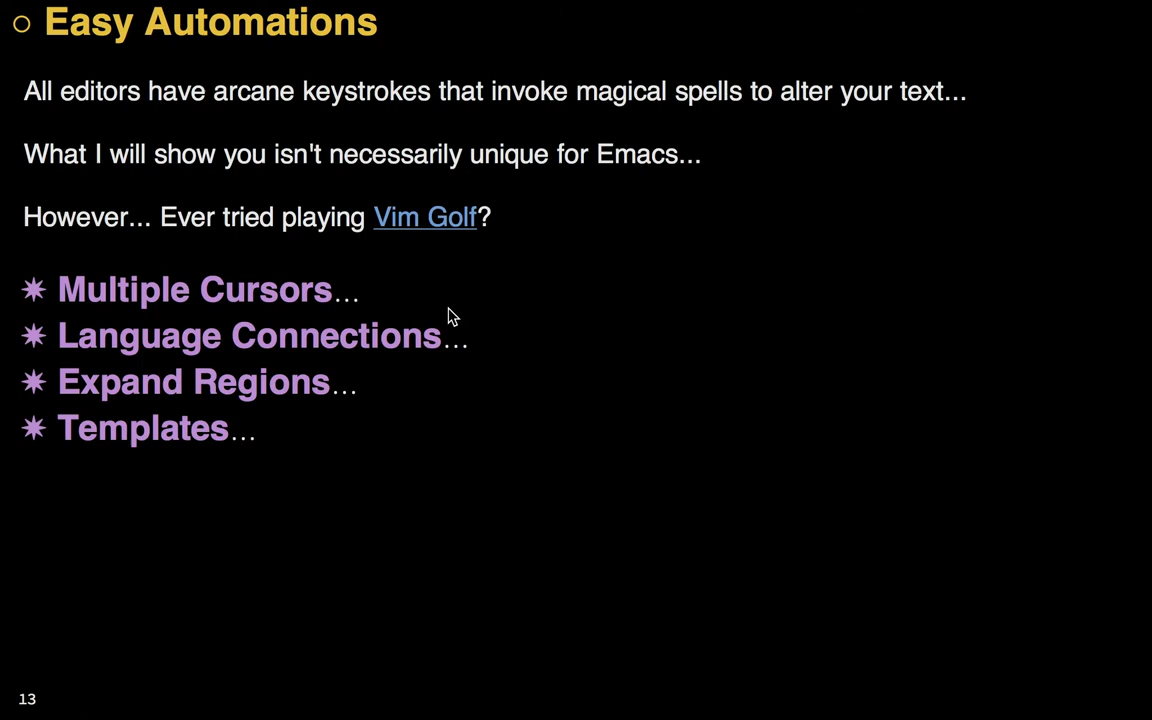 ○ Easy Automations
All editors have arcane keystrokes that invoke magical spells to alter your text...
What I will show you isn't necessarily unique for Emacs...
However... Ever tried playing Vim Golf?
✷ Multiple Cursors...
✷ Language Connections...
✷ Expand Regions...
✷ Templates...
13